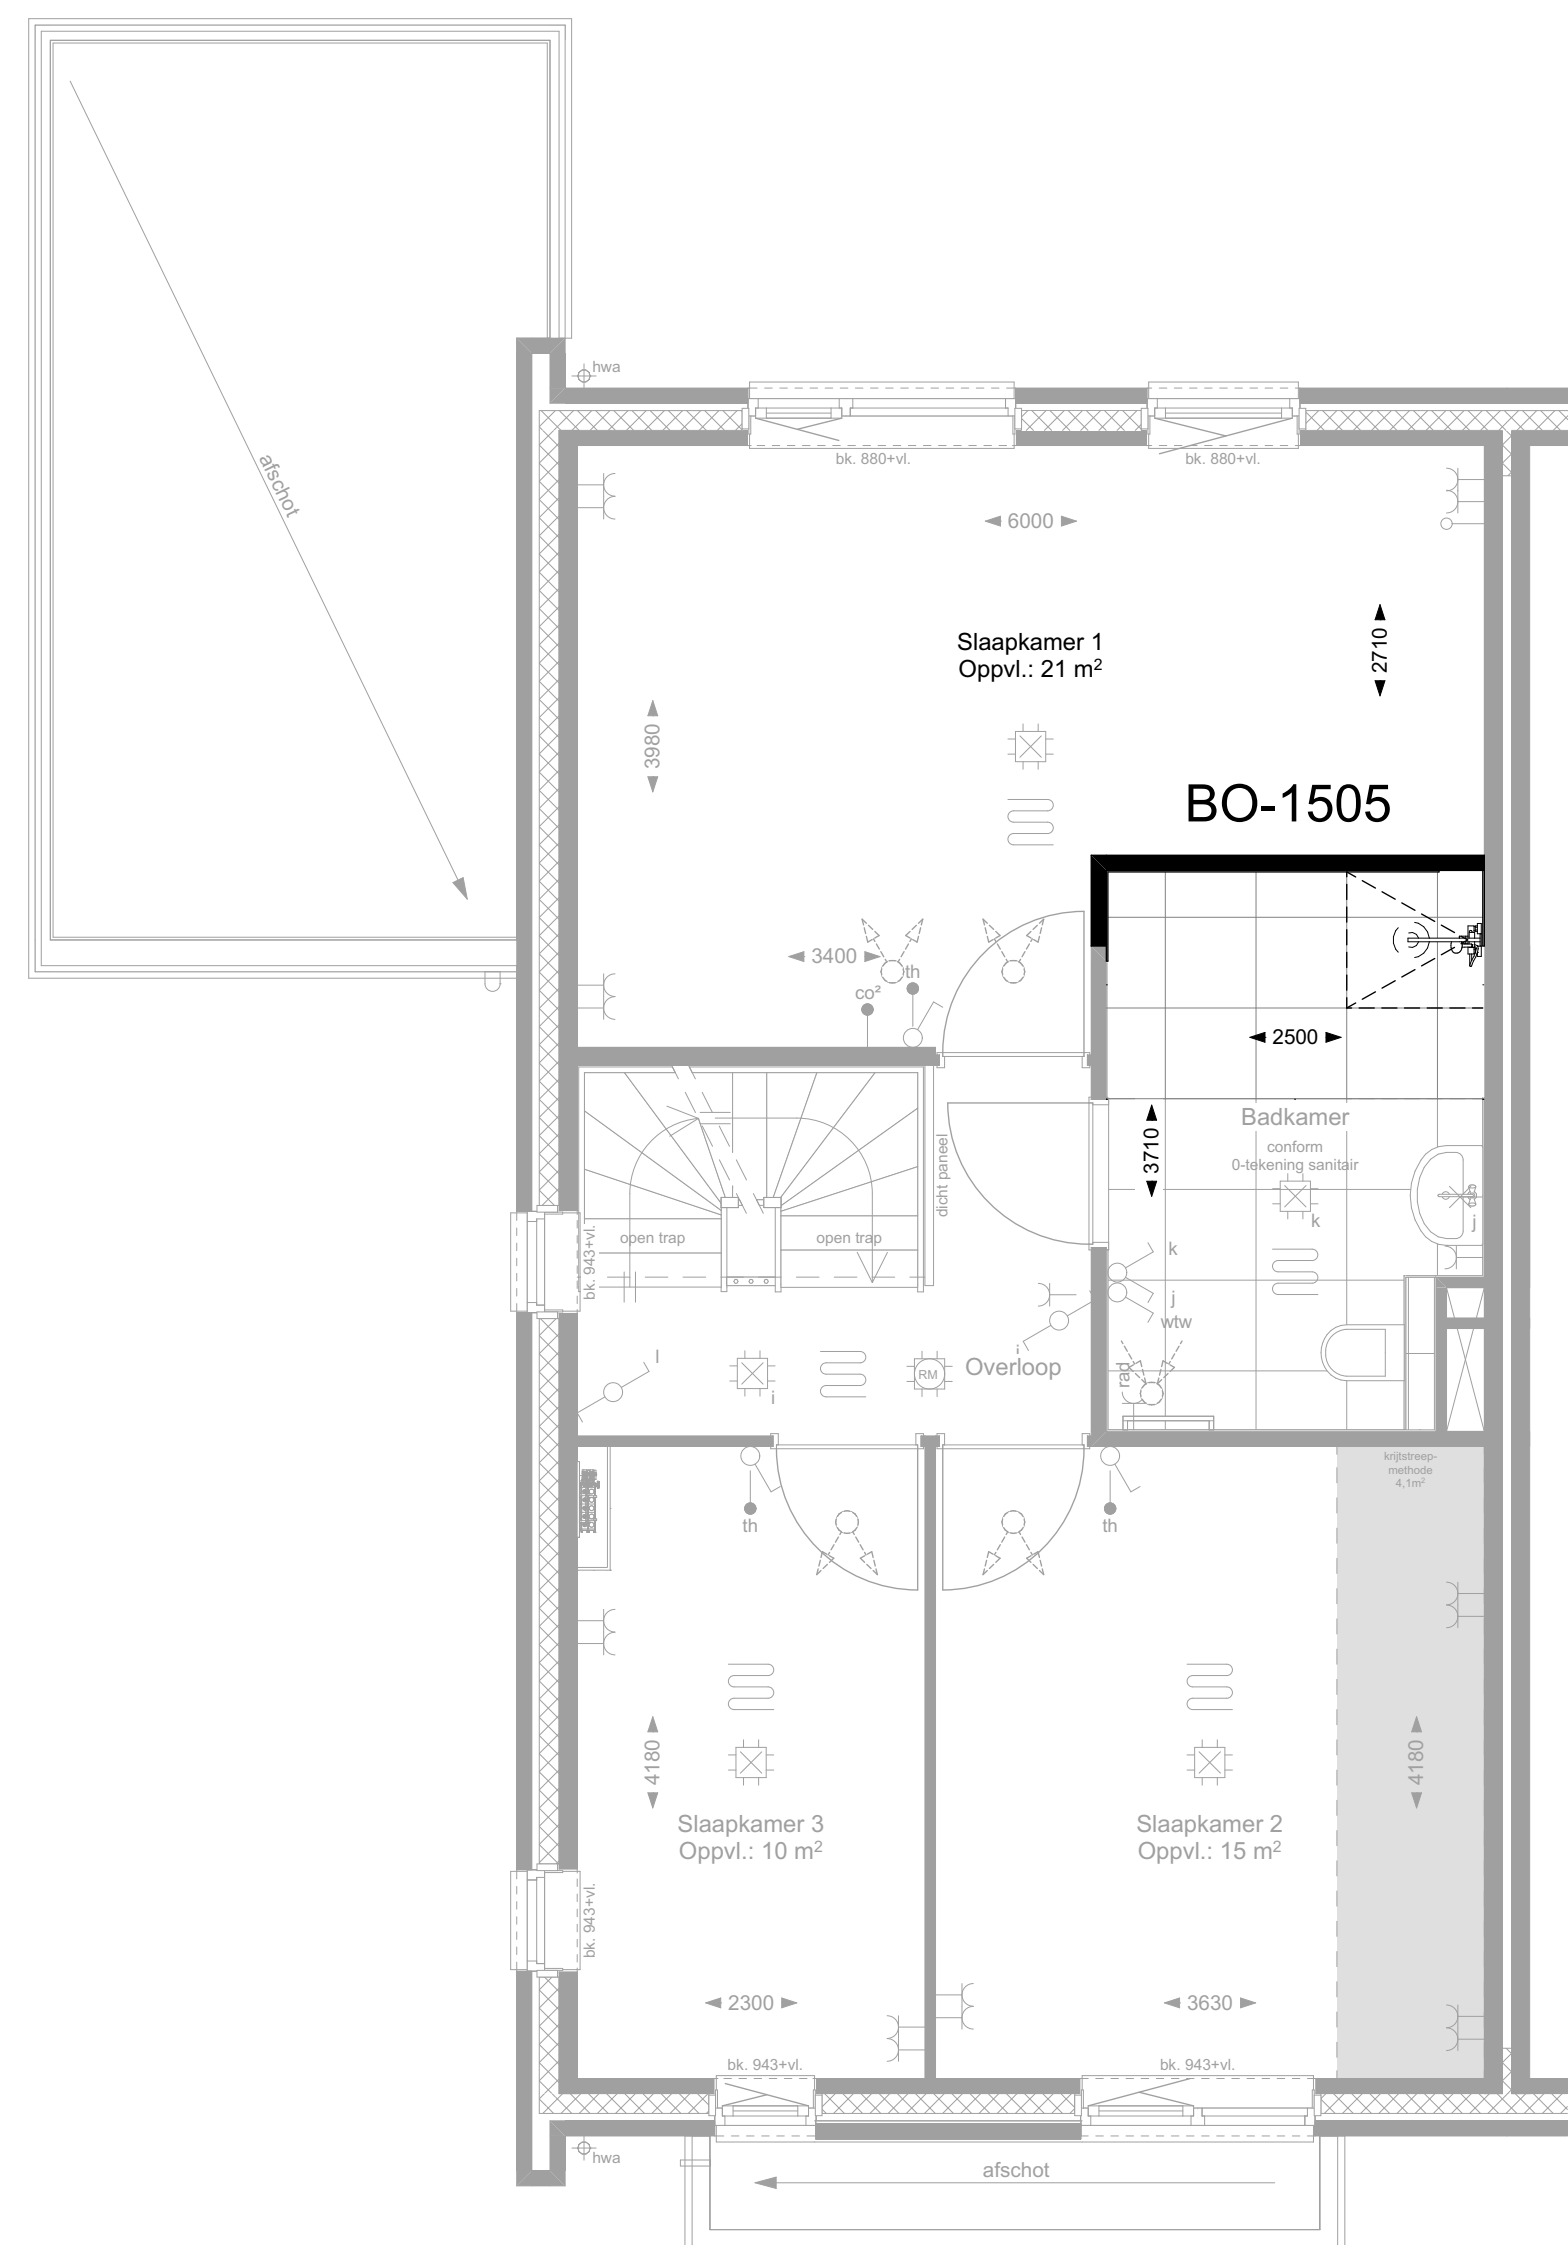 hwa
afschot
bk. 880+vl.
bk. 880+vl.
6000
Slaapkamer 1
Oppvl.: 21 m²
2710
3980
BO-1505
3400
th
co²
2500
dicht paneel
3710
Badkamer
conform
0-tekening sanitair
k
j
open trap
open trap
bk. 943+vl.
k
j
wtw
i
rad
l
i
RM
Overloop
krijtstreep-
methode
4,1m²
th
th
4180
4180
Slaapkamer 3
Oppvl.: 10 m²
Slaapkamer 2
Oppvl.: 15 m²
bk. 943+vl.
2300
3630
bk. 943+vl.
bk. 943+vl.
hwa
afschot